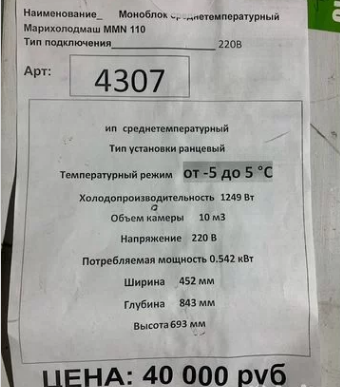 Наименование_ Моноблок среднетемпературный
Марихолодмаш MMN 110
Тип подключения 220В
Арт: 4307
ип среднетемпературный
Тип установки ранцевый
Температурный режим от -5 до 5 °C
Холодопроизводительность 1249 Вт
Объем камеры 10 м3
Напряжение 220 В
Потребляемая мощность 0.542 кВт
Ширина 452 мм
Глубина 843 мм
Высота 693 мм
ЦЕНА: 40 000 руб